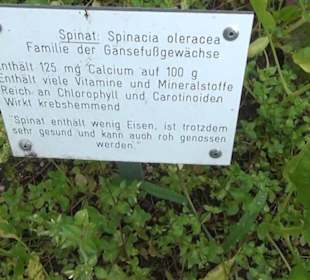 Spinat: Spinacia oleracea
Familie der Gänsefußgewächse
Enthält 125 mg Calcium auf 100 g
Enthält viele Vitamine und Mineralstoffe
Reich an Chlorophyll und Carotinoiden
Wirkt krebshemmend
"Spinat enthält wenig Eisen, ist trotzdem
sehr gesund und kann auch roh genossen
werden."